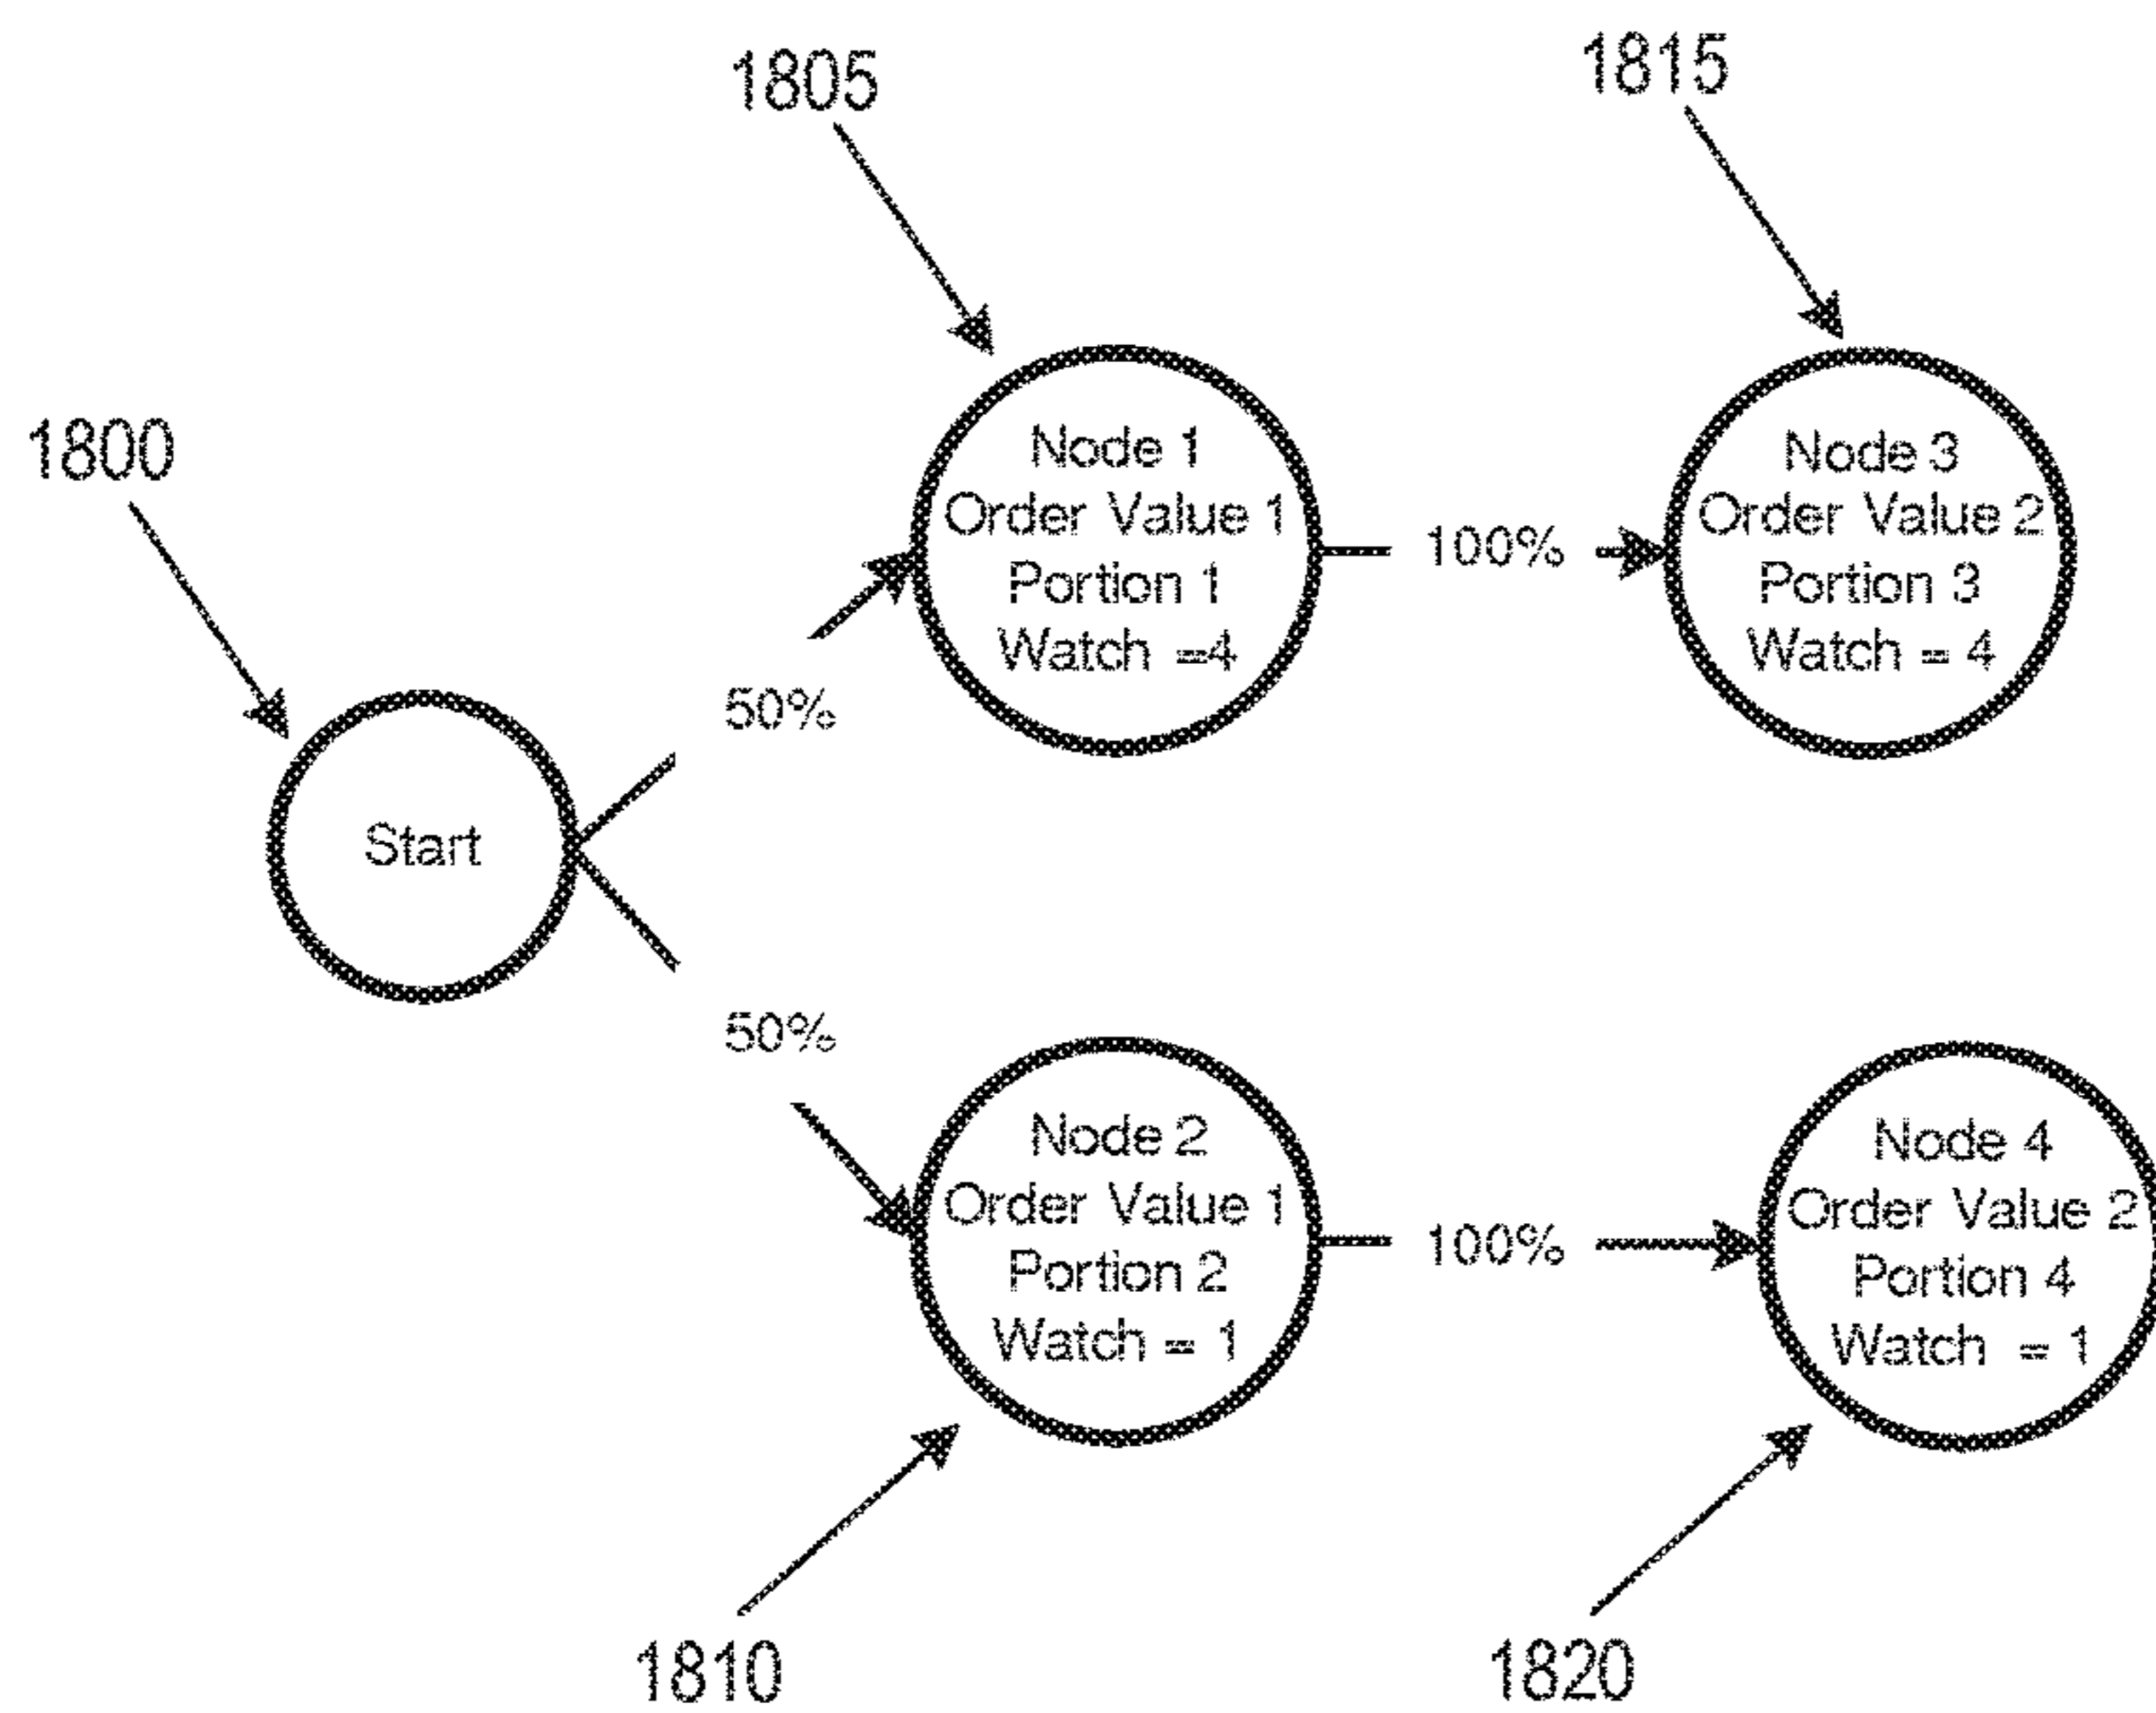 1805
1815
1800
Node 1
Order Value 1
Portion 1
Watch =4
100%
Node 3
Order Value 2
Portion 3
Watch = 4
50%
Start
50%
Node 2
Order Value 1
Portion 2
Watch = 1
100%
Node 4
Order Value 2
Portion 4
Watch = 1
1810
1820